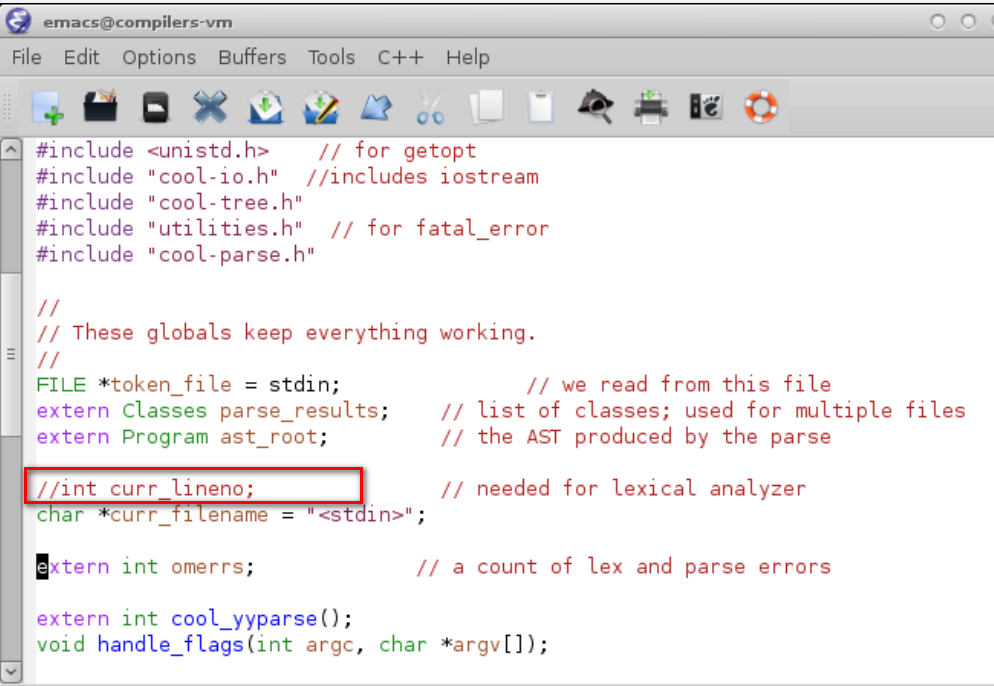 emacs@compilers-vm
File Edit Options Buffers Tools C++ Help
#include <unistd.h>    // for getopt
#include "cool-io.h"  //includes iostream
#include "cool-tree.h"
#include "utilities.h"  // for fatal_error
#include "cool-parse.h"
//
// These globals keep everything working.
//
FILE *token_file = stdin;               // we read from this file
extern Classes parse_results;    // list of classes; used for multiple files
extern Program ast_root;         // the AST produced by the parse
//int curr_lineno;               // needed for lexical analyzer
char *curr_filename = "<stdin>";
extern int omerrs;             // a count of lex and parse errors
extern int cool_yyparse();
void handle_flags(int argc, char *argv[]);